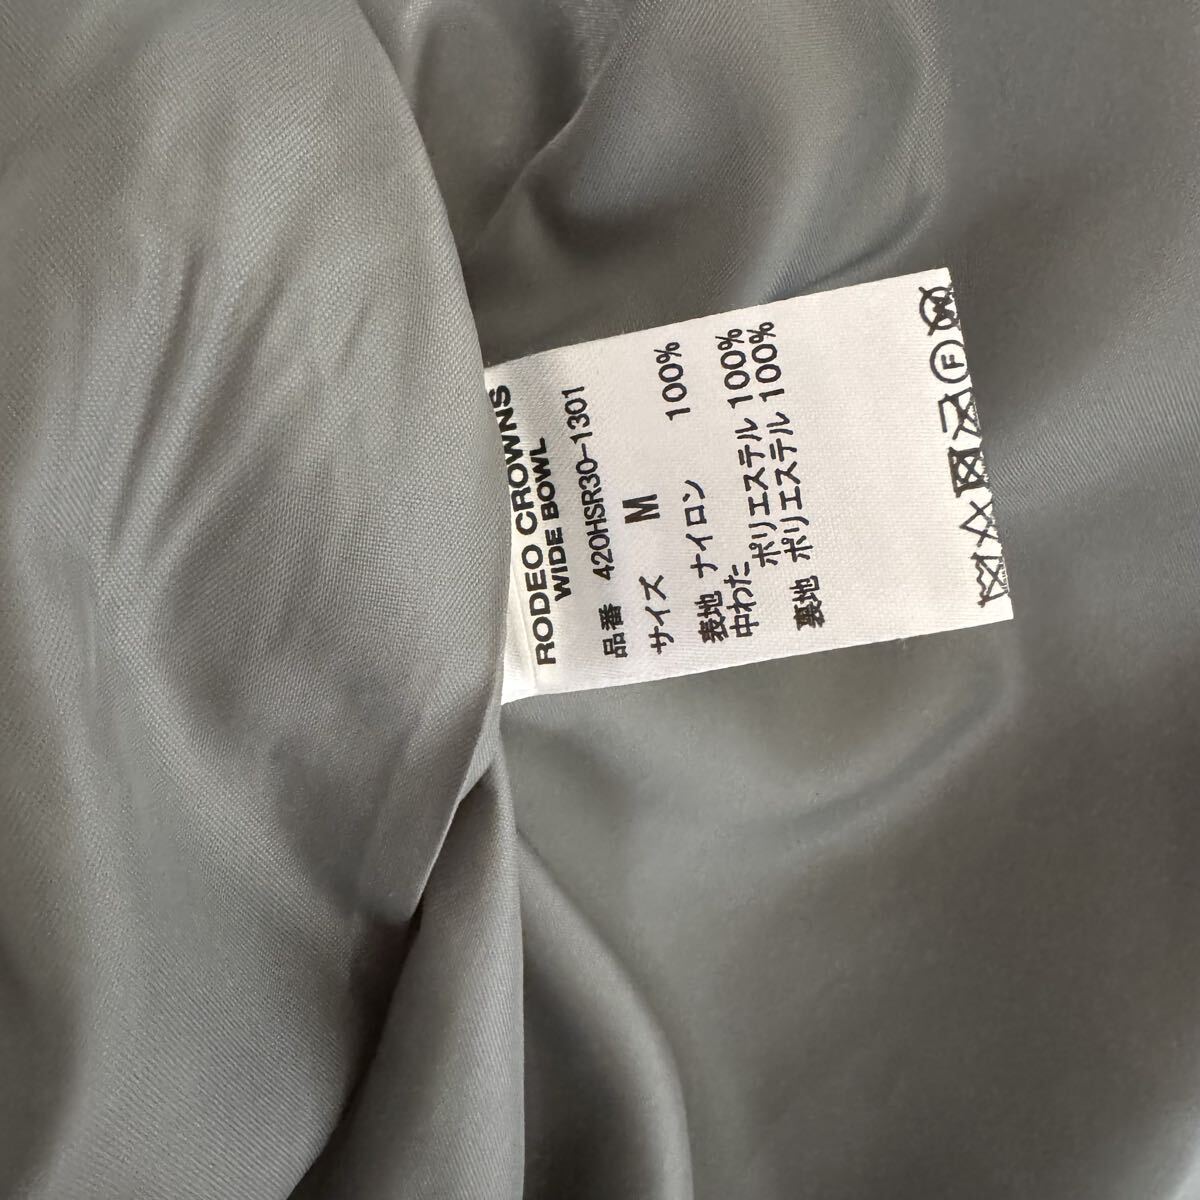 RODEO CROWNS
WIDE BOWL
品番 420HSR30-1301
サイズ M
表地 ナイロン 100%
中わた
ポリエステル 100%
裏地 ポリエステル 100%
F